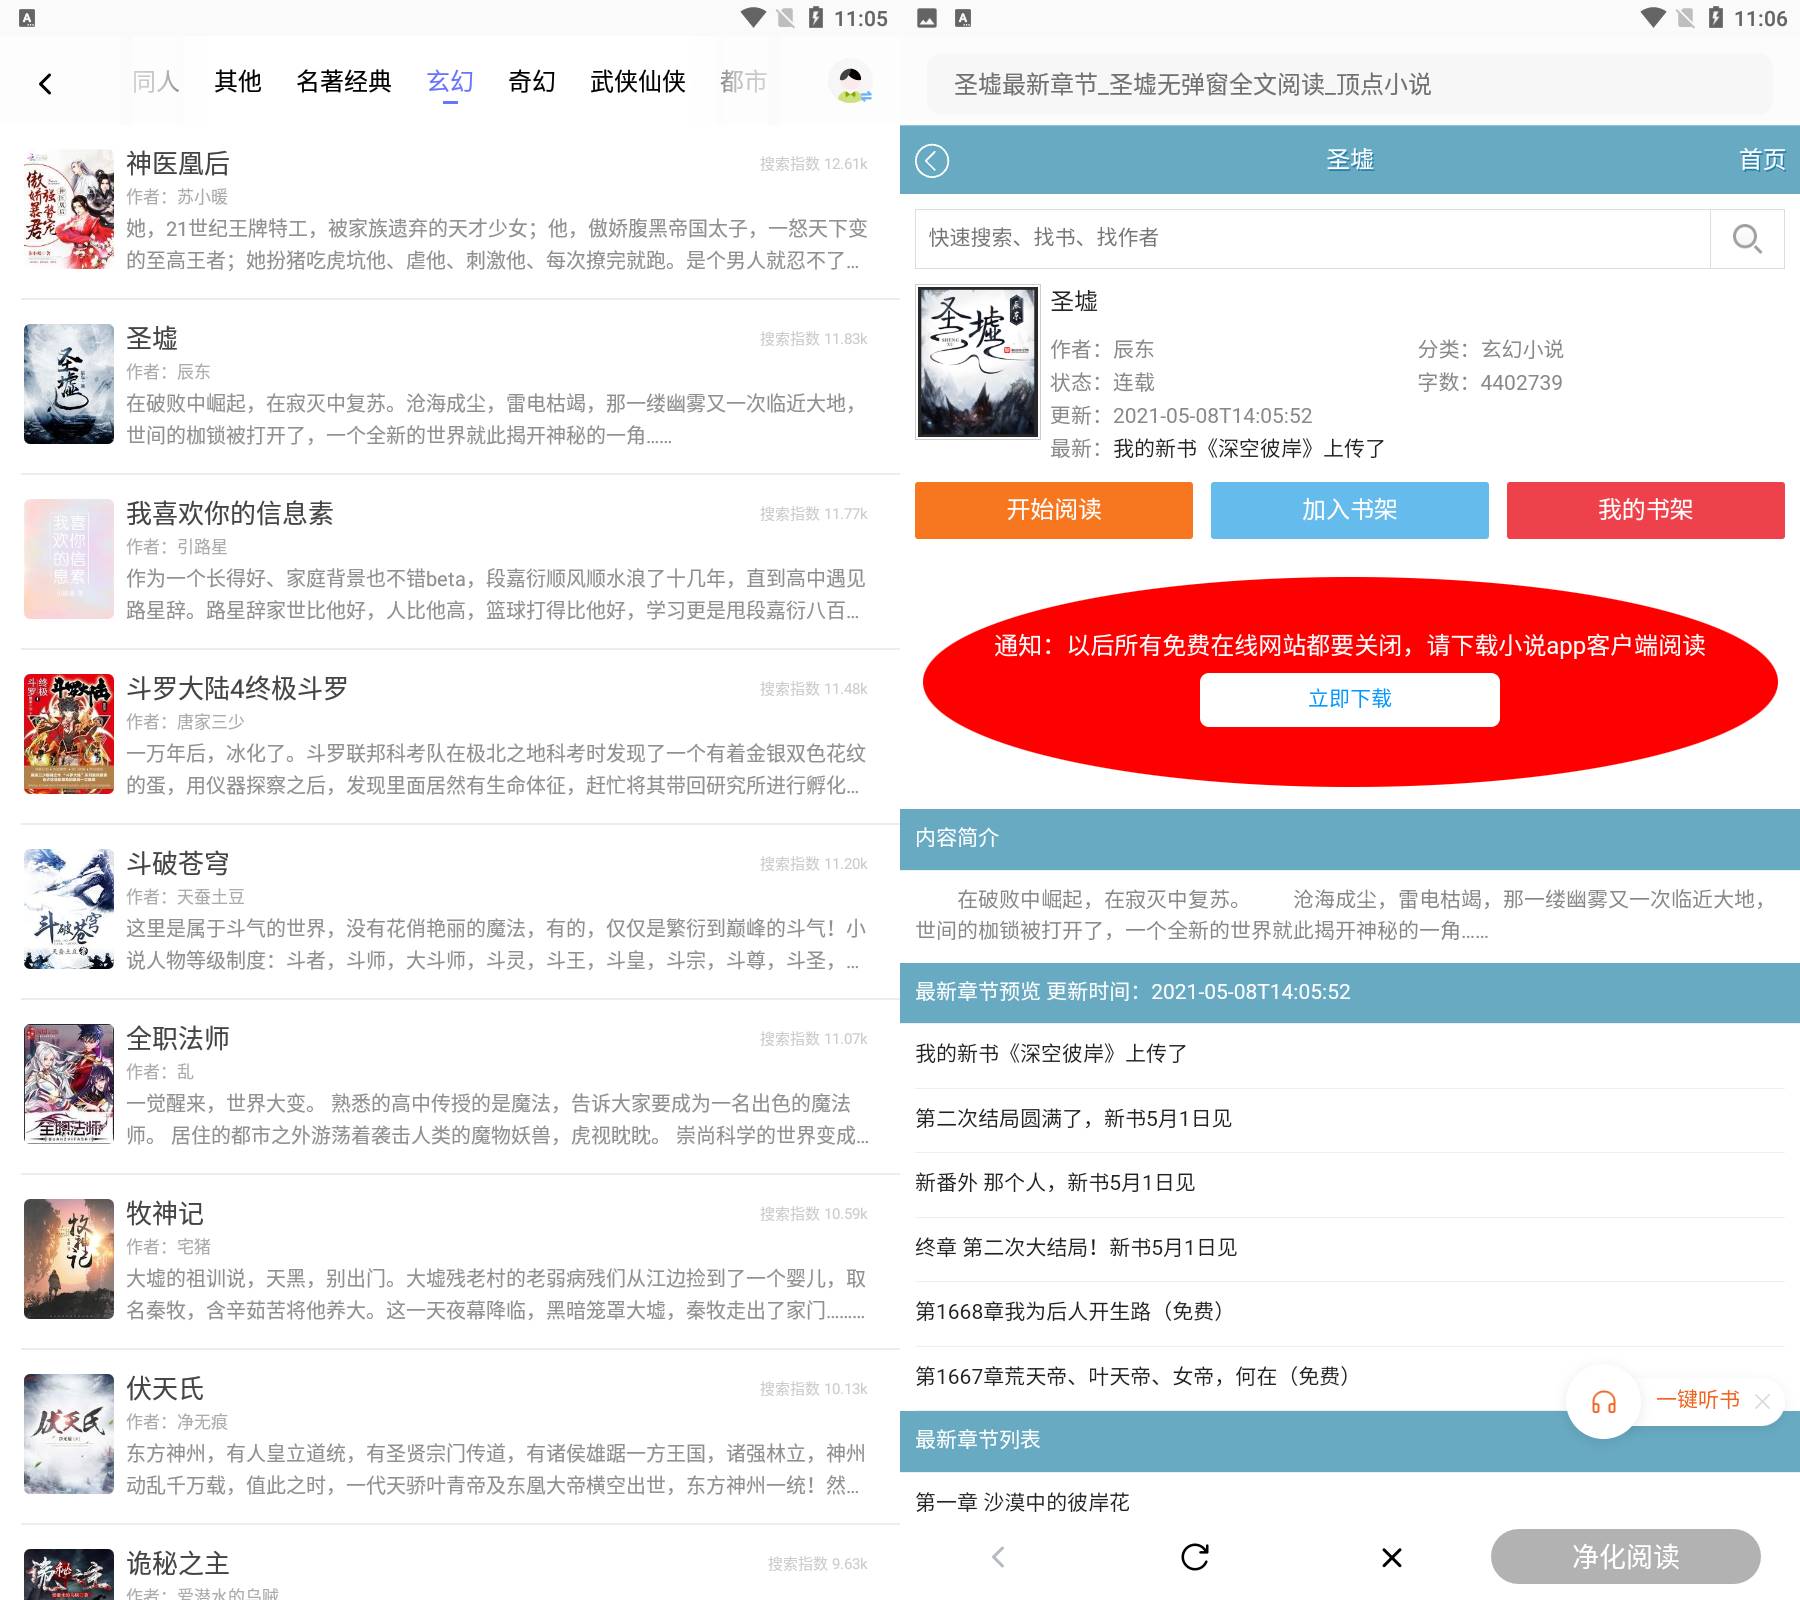 11:05
同人 其他 名著经典 玄幻 奇幻 武侠仙侠 都市
神医凰后
搜索指数 12.61k
作者：苏小暖
她，21世纪王牌特工，被家族遗弃的天才少女；他，傲娇腹黑帝国太子，一怒天下变
的至高王者；她扮猪吃虎坑他、虐他、刺激他、每次撩完就跑。是个男人就忍不了...
圣墟
搜索指数 11.83k
作者：辰东
在破败中崛起，在寂灭中复苏。沧海成尘，雷电枯竭，那一缕幽雾又一次临近大地，
世间的枷锁被打开了，一个全新的世界就此揭开神秘的一角……
我喜欢你的信息素
搜索指数 11.77k
作者：引路星
作为一个长得好、家庭背景也不错beta，段嘉衍顺风顺水浪了十几年，直到高中遇见
路星辞。路星辞家世比他好，人比他高，篮球打得比他好，学习更是甩段嘉衍八百...
斗罗大陆4终极斗罗
搜索指数 11.48k
作者：唐家三少
一万年后，冰化了。斗罗联邦科考队在极北之地科考时发现了一个有着金银双色花纹
的蛋，用仪器探察之后，发现里面居然有生命体征，赶忙将其带回研究所进行孵化...
斗破苍穹
搜索指数 11.20k
作者：天蚕土豆
这里是属于斗气的世界，没有花俏艳丽的魔法，有的，仅仅是繁衍到巅峰的斗气！小
说人物等级制度：斗者，斗师，大斗师，斗灵，斗王，斗皇，斗宗，斗尊，斗圣，...
全职法师
搜索指数 11.07k
作者：乱
一觉醒来，世界大变。 熟悉的高中传授的是魔法，告诉大家要成为一名出色的魔法
师。 居住的都市之外游荡着袭击人类的魔物妖兽，虎视眈眈。 崇尚科学的世界变成...
牧神记
搜索指数 10.59k
作者：宅猪
大墟的祖训说，天黑，别出门。大墟残老村的老弱病残们从江边捡到了一个婴儿，取
名秦牧，含辛茹苦将他养大。这一天夜幕降临，黑暗笼罩大墟，秦牧走出了家门.........
伏天氏
搜索指数 10.13k
作者：净无痕
东方神州，有人皇立道统，有圣贤宗门传道，有诸侯雄踞一方王国，诸强林立，神州
动乱千万载，值此之时，一代天骄叶青帝及东凰大帝横空出世，东方神州一统！然...
诡秘之主
搜索指数 9.63k
作者：爱潜水的乌贼
11:06
圣墟最新章节_圣墟无弹窗全文阅读_顶点小说
圣墟
首页
快速搜索、找书、找作者
圣墟
作者：辰东
分类：玄幻小说
状态：连载
字数：4402739
更新：2021-05-08T14:05:52
最新：我的新书《深空彼岸》上传了
开始阅读
加入书架
我的书架
通知：以后所有免费在线网站都要关闭，请下载小说app客户端阅读
立即下载
内容简介
在破败中崛起，在寂灭中复苏。 沧海成尘，雷电枯竭，那一缕幽雾又一次临近大地，
世间的枷锁被打开了，一个全新的世界就此揭开神秘的一角……
最新章节预览 更新时间：2021-05-08T14:05:52
我的新书《深空彼岸》上传了
第二次结局圆满了，新书5月1日见
新番外 那个人，新书5月1日见
终章 第二次大结局！新书5月1日见
第1668章我为后人开生路（免费）
第1667章荒天帝、叶天帝、女帝，何在（免费）
一键听书
最新章节列表
第一章 沙漠中的彼岸花
净化阅读